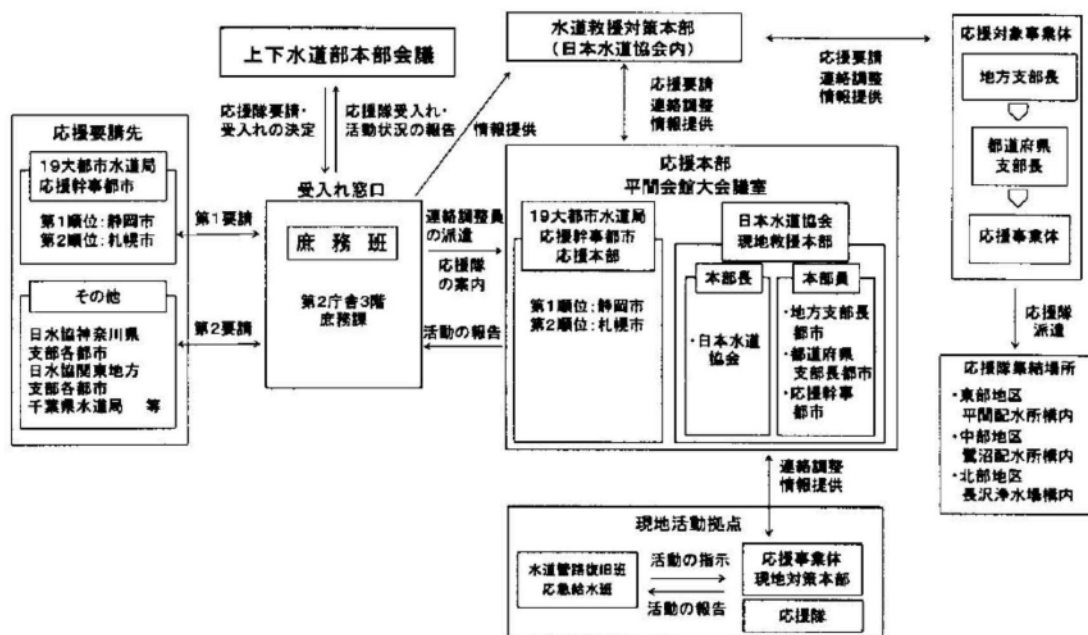 上下水道部本部会議
水道救援対策本部
(日本水道協会内)
応援対象事業体
地方支部長
都道府県
支部長
応援事業体
応援要請
連絡調整
情報提供
応援要請
連絡調整
情報提供
応援隊要請・
受入れの決定
応援隊受入れ・
活動状況の報告
情報提供
応援要請先
19大都市水道局
応援幹事都市
第1順位:静岡市
第2順位:札幌市
その他
日水協神奈川県
支部各都市
日水協関東地方
支部各都市
千葉県水道局 等
第1要請
第2要請
受入れ窓口
庶務班
第2庁舎3階
庶務課
連絡調整員
の派遣
応援隊
の案内
活動の報告
応援本部
平間会館大会議室
19大都市水道局
応援幹事都市
応援本部
第1順位:静岡市
第2順位:札幌市
日本水道協会
現地救援本部
本部長
・日本水道
協会
本部員
・地方支部長
都市
・都道府県
支部長都市
・応援幹事
都市
応援隊
派遣
応援隊集結場所
・東部地区
平間配水所構内
・中部地区
鷺沼配水所構内
・北部地区
長沢浄水場構内
連絡調整
情報提供
現地活動拠点
水道管路復旧班
応急給水班
活動の指示
活動の報告
応援事業体
現地対策本部
応援隊